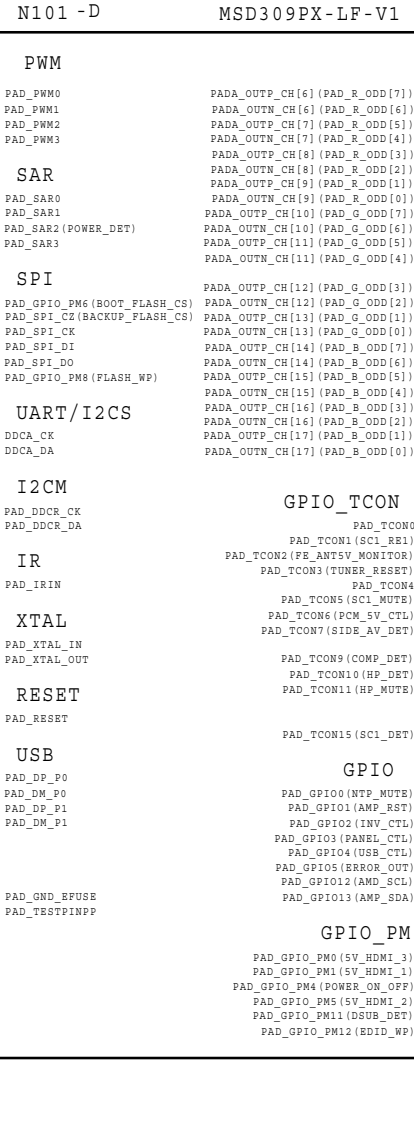 N101 -D MSD309PX-LF-V1
PWM
PAD_PWM0
PAD_PWM1
PAD_PWM2
PAD_PWM3
SAR
PAD_SAR0
PAD_SAR1
PAD_SAR2(POWER_DET)
PAD_SAR3
SPI
PAD_GPIO_PM6(BOOT_FLASH_CS)
PAD_SPI_CZ(BACKUP_FLASH_CS)
PAD_SPI_CK
PAD_SPI_DI
PAD_SPI_DO
PAD_GPIO_PM8(FLASH_WP)
UART/I2CS
DDCA_CK
DDCA_DA
I2CM
PAD_DDCR_CK
PAD_DDCR_DA
IR
PAD_IRIN
XTAL
PAD_XTAL_IN
PAD_XTAL_OUT
RESET
PAD_RESET
USB
PAD_DP_P0
PAD_DM_P0
PAD_DP_P1
PAD_DM_P1
PAD_GND_EFUSE
PAD_TESTPINPP
PADA_OUTP_CH[6](PAD_R_ODD[7])
PADA_OUTN_CH[6](PAD_R_ODD[6])
PADA_OUTP_CH[7](PAD_R_ODD[5])
PADA_OUTN_CH[7](PAD_R_ODD[4])
PADA_OUTP_CH[8](PAD_R_ODD[3])
PADA_OUTN_CH[8](PAD_R_ODD[2])
PADA_OUTP_CH[9](PAD_R_ODD[1])
PADA_OUTN_CH[9](PAD_R_ODD[0])
PADA_OUTP_CH[10](PAD_G_ODD[7])
PADA_OUTN_CH[10](PAD_G_ODD[6])
PADA_OUTP_CH[11](PAD_G_ODD[5])
PADA_OUTN_CH[11](PAD_G_ODD[4])
PADA_OUTP_CH[12](PAD_G_ODD[3])
PADA_OUTN_CH[12](PAD_G_ODD[2])
PADA_OUTP_CH[13](PAD_G_ODD[1])
PADA_OUTN_CH[13](PAD_G_ODD[0])
PADA_OUTP_CH[14](PAD_B_ODD[7])
PADA_OUTN_CH[14](PAD_B_ODD[6])
PADA_OUTP_CH[15](PAD_B_ODD[5])
PADA_OUTN_CH[15](PAD_B_ODD[4])
PADA_OUTP_CH[16](PAD_B_ODD[3])
PADA_OUTN_CH[16](PAD_B_ODD[2])
PADA_OUTP_CH[17](PAD_B_ODD[1])
PADA_OUTN_CH[17](PAD_B_ODD[0])
GPIO_TCON
PAD_TCON0
PAD_TCON1(SC1_RE1)
PAD_TCON2(FE_ANT5V_MONITOR)
PAD_TCON3(TUNER_RESET)
PAD_TCON4
PAD_TCON5(SC1_MUTE)
PAD_TCON6(PCM_5V_CTL)
PAD_TCON7(SIDE_AV_DET)
PAD_TCON9(COMP_DET)
PAD_TCON10(HP_DET)
PAD_TCON11(HP_MUTE)
PAD_TCON15(SC1_DET)
GPIO
PAD_GPIO0(NTP_MUTE)
PAD_GPIO1(AMP_RST)
PAD_GPIO2(INV_CTL)
PAD_GPIO3(PANEL_CTL)
PAD_GPIO4(USB_CTL)
PAD_GPIO5(ERROR_OUT)
PAD_GPIO12(AMD_SCL)
PAD_GPIO13(AMP_SDA)
GPIO_PM
PAD_GPIO_PM0(5V_HDMI_3)
PAD_GPIO_PM1(5V_HDMI_1)
PAD_GPIO_PM4(POWER_ON_OFF)
PAD_GPIO_PM5(5V_HDMI_2)
PAD_GPIO_PM11(DSUB_DET)
PAD_GPIO_PM12(EDID_WP)